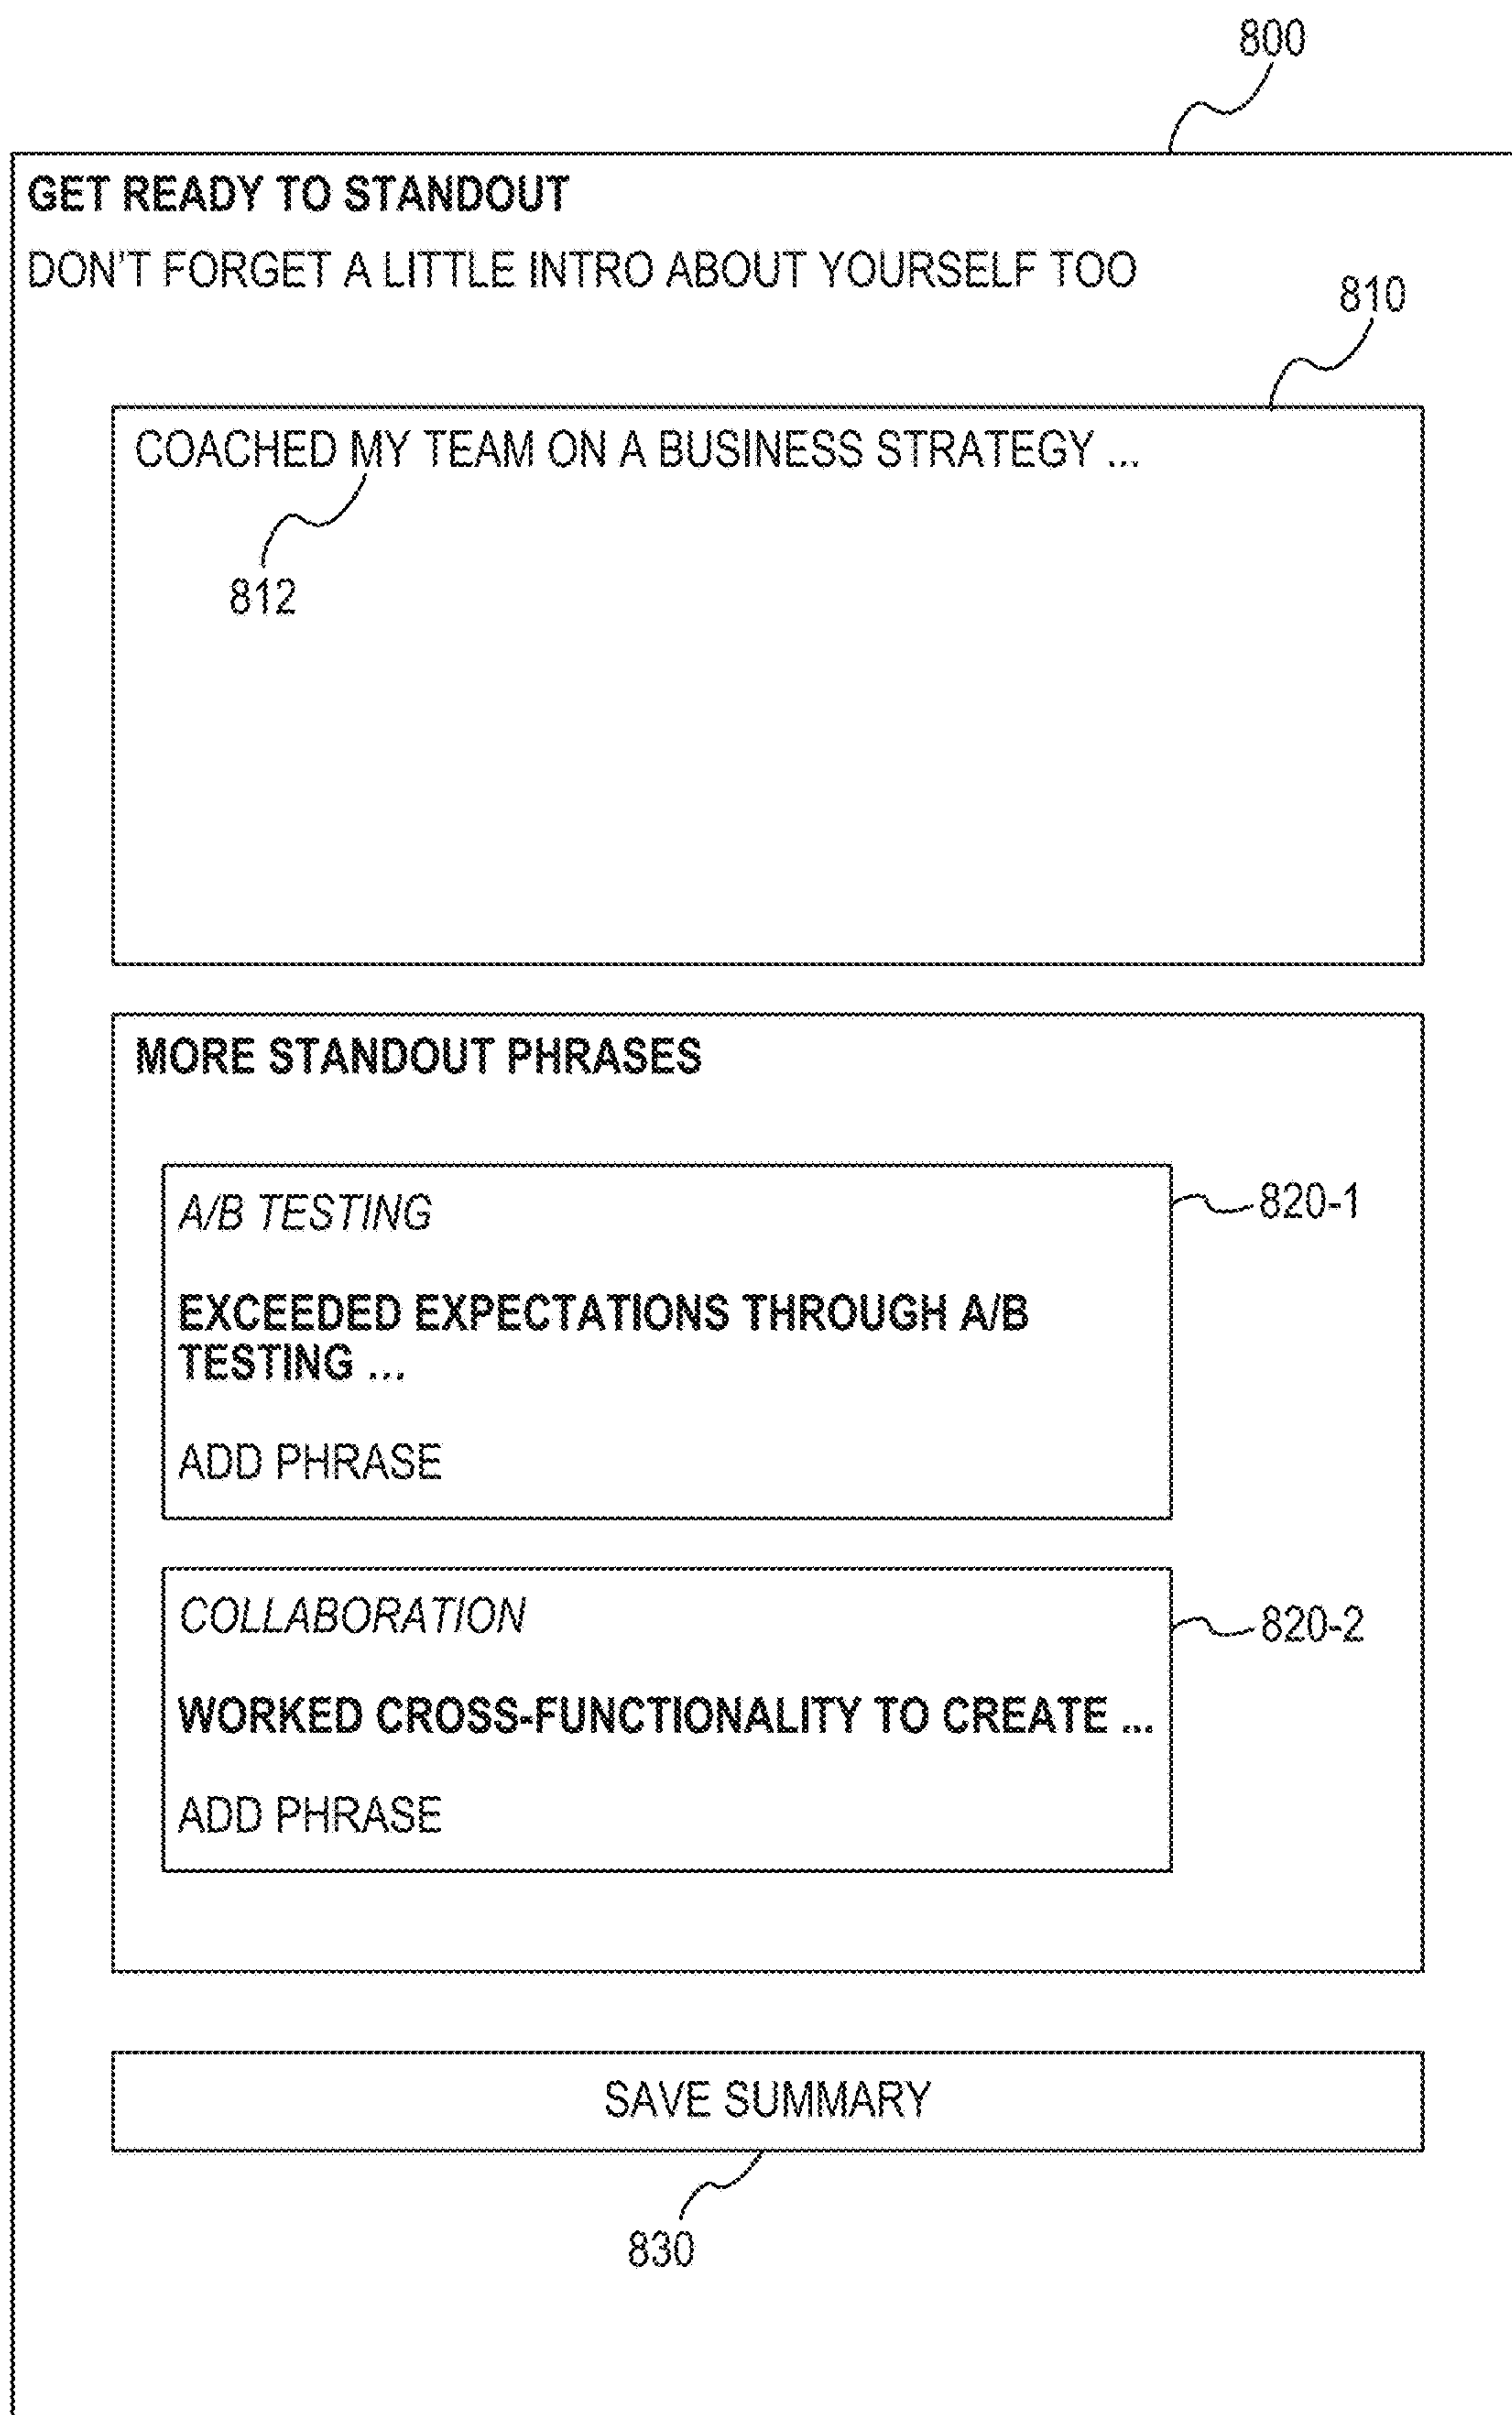 800
GET READY TO STANDOUT
DON'T FORGET A LITTLE INTRO ABOUT YOURSELF TOO
810
COACHED MY TEAM ON A BUSINESS STRATEGY ...
812
MORE STANDOUT PHRASES
A/B TESTING
820-1
EXCEEDED EXPECTATIONS THROUGH A/B
TESTING ...
ADD PHRASE
COLLABORATION
820-2
WORKED CROSS-FUNCTIONALITY TO CREATE ...
ADD PHRASE
SAVE SUMMARY
830